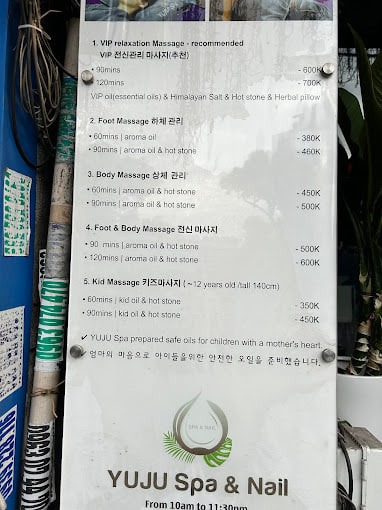 1. VIP relaxation Massage - recommended
VIP 전신관리 마사지(추천)
• 90mins - 600K
• 120mins - 700K
VIP oil(essential oils) & Himalayan Salt & Hot stone & Herbal pillow
2. Foot Massage 하체 관리
• 60mins | aroma oil - 380K
• 90mins | aroma oil & hot stone - 460K
3. Body Massage 상체 관리
• 60mins | aroma oil & hot stone - 450K
• 90mins | aroma oil & hot stone - 500K
4. Foot & Body Massage 전신 마사지
• 90 mins | aroma oil & hot stone - 500K
• 120mins | aroma oil & hot stone - 600K
5. Kid Massage 키즈마사지 ( ~12 years old /tall 140cm)
• 60mins | kid oil & hot stone - 350K
• 90mins | kid oil & hot stone - 450K
✓ YUJU Spa prepared safe oils for children with a mother's heart.
✓ 엄마의 마음으로 아이들을위한 안전한 오일을 준비했습니다.
SPA & NAIL
YUJU Spa & Nail
From 10am to 11:30pm